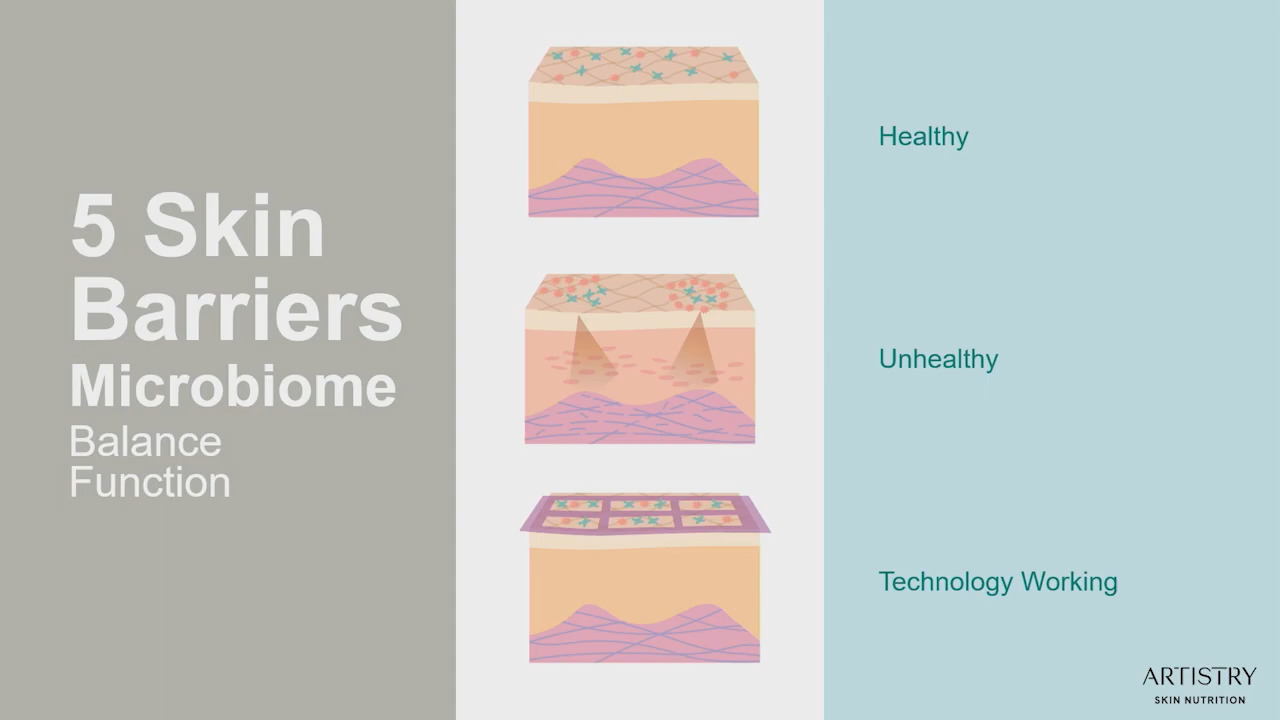 5 Skin
Barriers
Microbiome
Balance
Function
Healthy
Unhealthy
Technology Working
ARTISTRY
SKIN NUTRITION